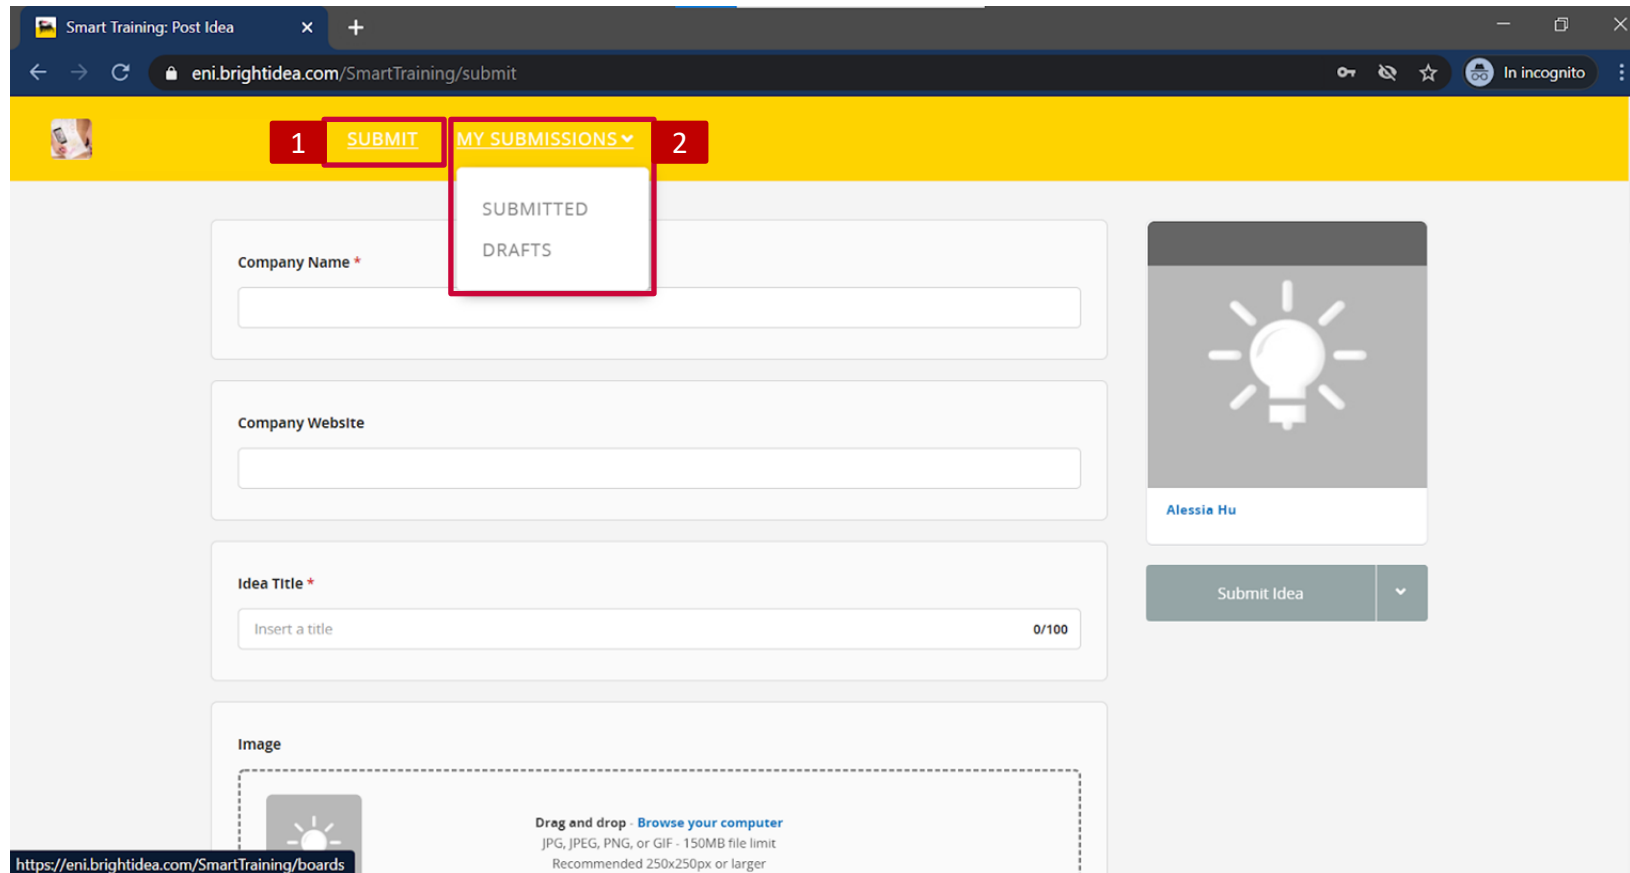 Smart Training: Post Idea
eni.brightidea.com/SmartTraining/submit
In incognito
1 SUBMIT MY SUBMISSIONS 2
SUBMITTED
DRAFTS
Company Name *
Company Website
Alessia Hu
Idea Title *
Submit Idea
Insert a title 0/100
Image
Drag and drop - Browse your computer
JPG, JPEG, PNG, or GIF - 150MB file limit
Recommended 250x250px or larger
https://eni.brightidea.com/SmartTraining/boards